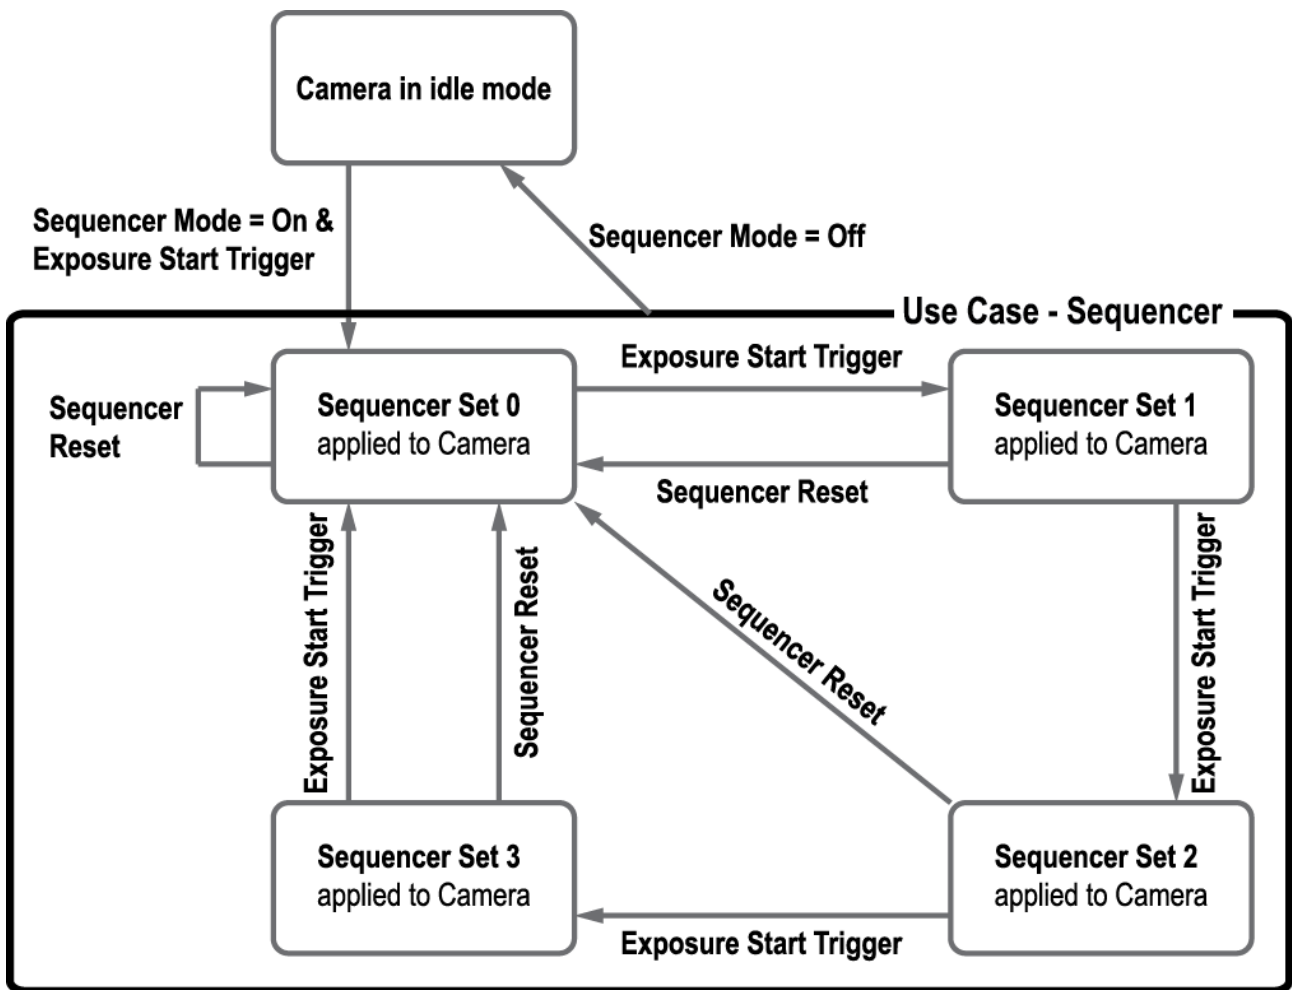 Camera in idle mode
Sequencer Mode = On &
Exposure Start Trigger
Sequencer Mode = Off
Use Case - Sequencer
Exposure Start Trigger
Sequencer
Reset
Sequencer Set 0
applied to Camera
Sequencer Set 1
applied to Camera
Sequencer Reset
Exposure Start Trigger
Sequencer Reset
Sequencer Reset
Exposure Start Trigger
Sequencer Set 3
applied to Camera
Sequencer Set 2
applied to Camera
Exposure Start Trigger